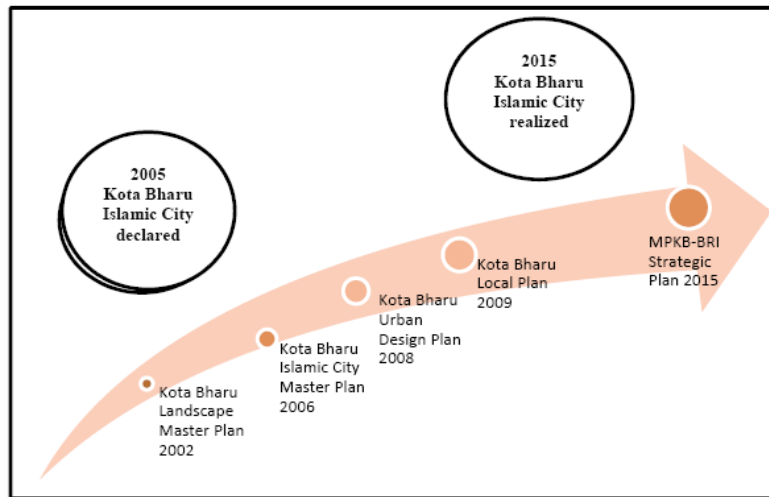 2015
Kota Bharu
Islamic City
realized
2005
Kota Bharu
Islamic City
declared
MPKB-BRI
Strategic
Plan 2015
Kota Bharu
Local Plan
2009
Kota Bharu
Urban
Design Plan
2008
Kota Bharu
Islamic City
Master Plan
2006
Kota Bharu
Landscape
Master Plan
2002